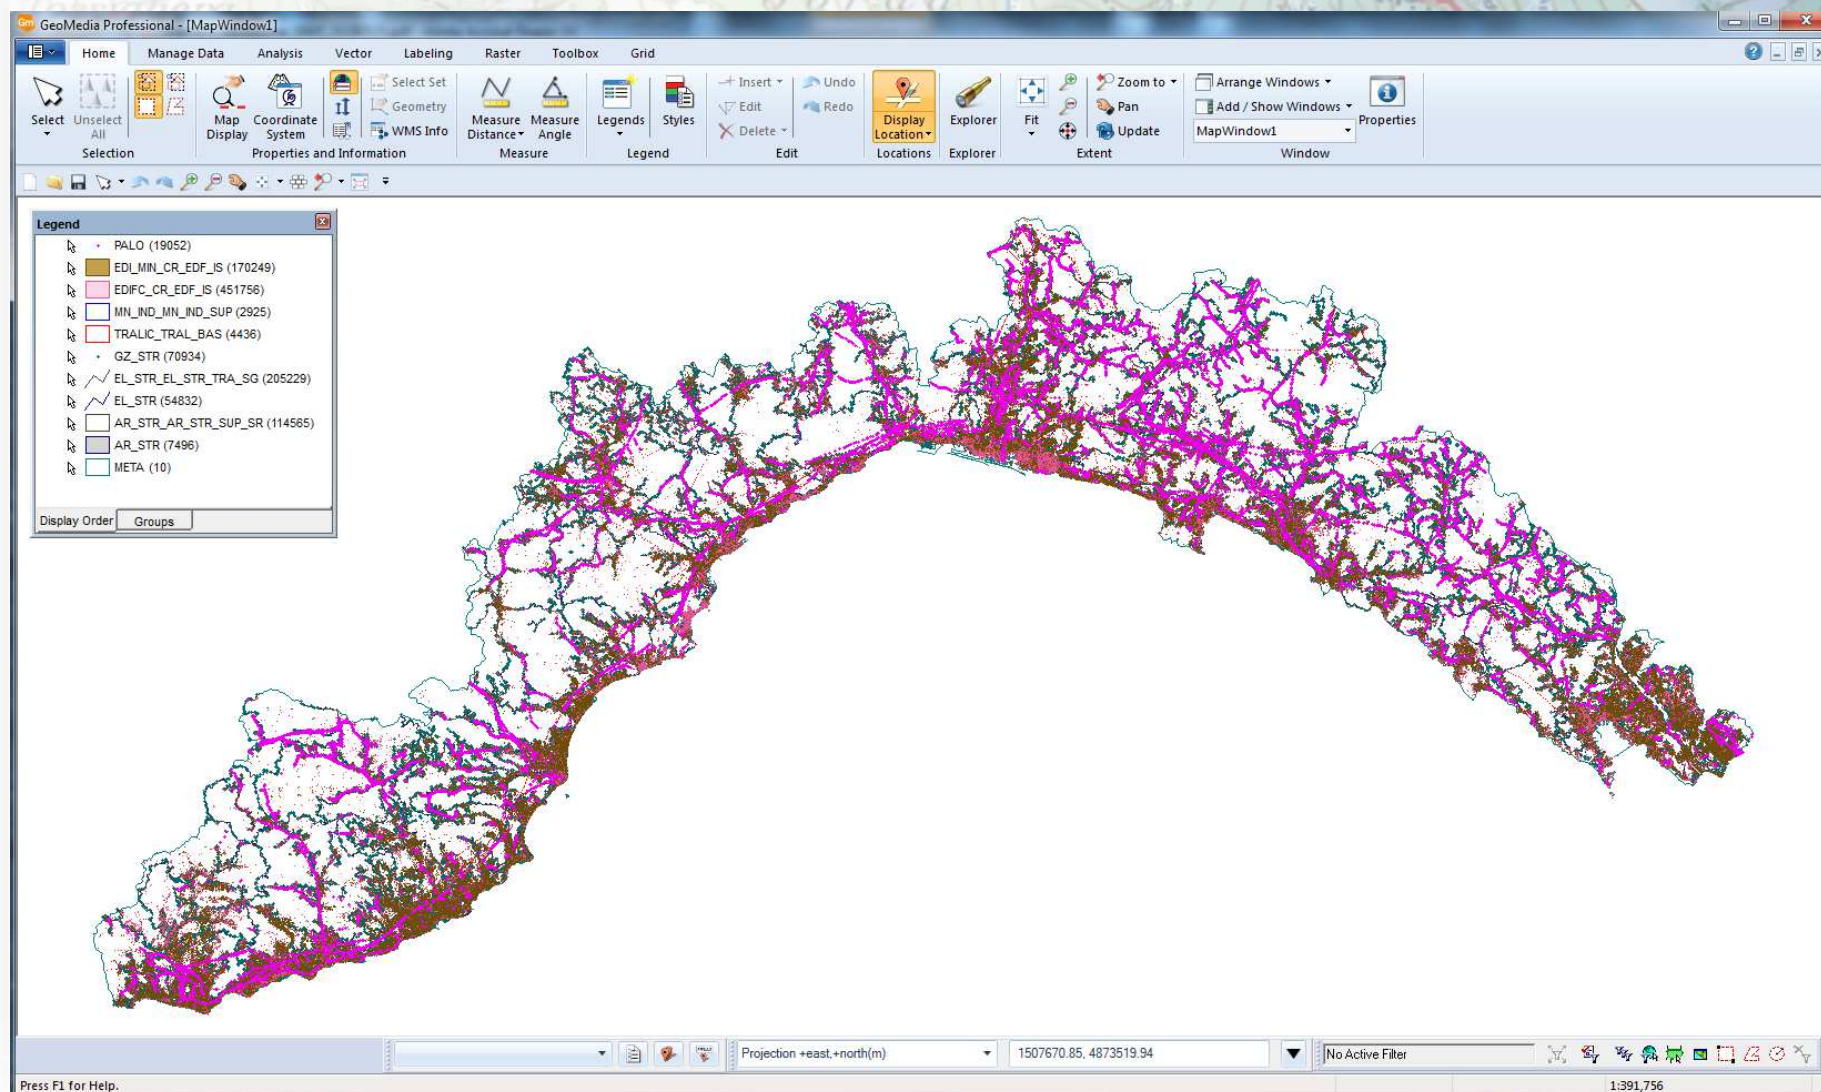 GeoMedia Professional - [MapWindow1]
Home Manage Data Analysis Vector Labeling Raster Toolbox Grid
Select Unselect All
Selection
Map Display Coordinate System Select Set Geometry WMS Info
Properties and Information
Measure Distance Measure Angle
Measure
Legends Styles
Legend
Insert Edit Delete Undo Redo
Edit
Display Location
Locations
Explorer
Explorer
Fit Zoom to Pan Update
Extent
Arrange Windows
Add / Show Windows
MapWindow1
Properties
Window
Legend
PALO (19052)
EDI_MIN_CR_EDF_IS (170249)
EDIFC_CR_EDF_IS (451756)
MN_IND_MN_IND_SUP (2925)
TRALIC_TRAL_BAS (4436)
GZ_STR (70934)
EL_STR_EL_STR_TRA_SG (205229)
EL_STR (54832)
AR_STR_AR_STR_SUP_SR (114565)
AR_STR (7496)
META (10)
Display Order Groups
Projection +east,+north(m) 1507670.85, 4873519.94 No Active Filter
Press F1 for Help. 1:391,756